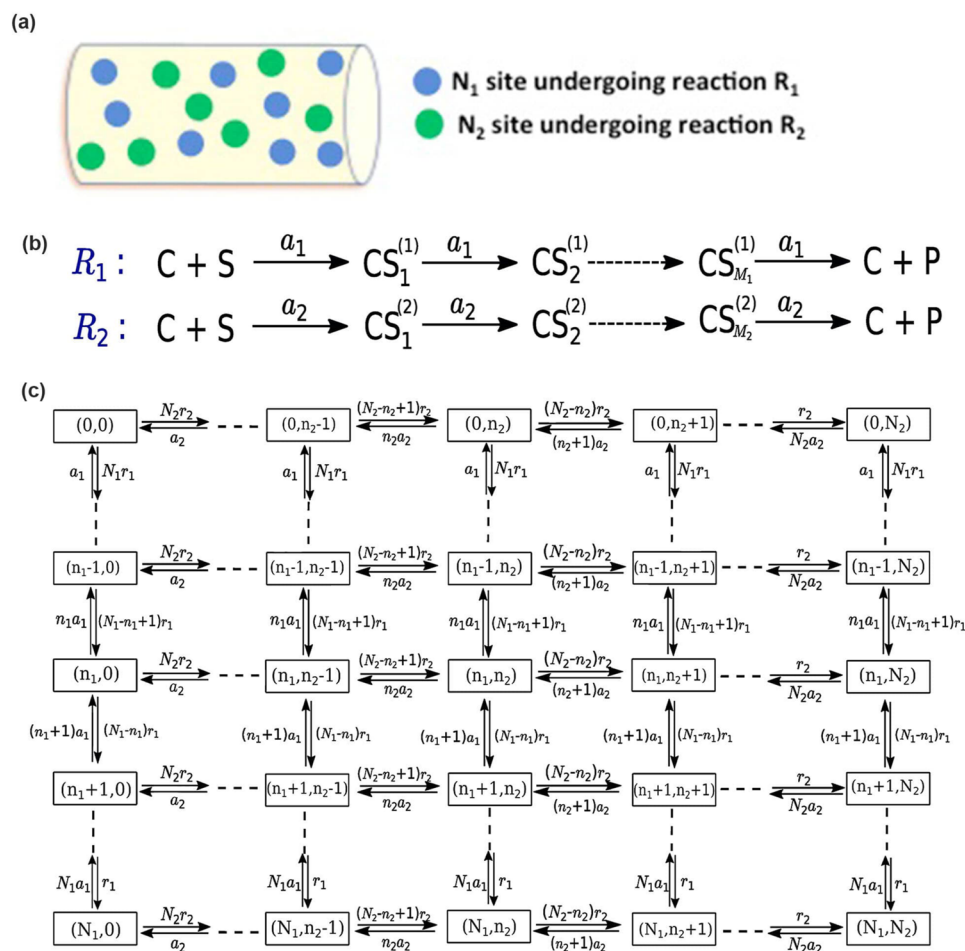 (a)
N₁ site undergoing reaction R₁
N₂ site undergoing reaction R₂
(b)
R₁ : C + S a₁ CS₁⁽¹⁾ a₁ CS₂⁽¹⁾ CS_M₁⁽¹⁾ a₁ C + P
R₂ : C + S a₂ CS₁⁽²⁾ a₂ CS₂⁽²⁾ CS_M₂⁽²⁾ a₂ C + P
(c)
N₂r₂ (N₂-n₂+1)r₂ (N₂-n₂)r₂ r₂
(0,0) (0,n₂-1) (0,n₂) (0,n₂+1) (0,N₂)
a₂ n₂a₂ (n₂+1)a₂ N₂a₂
a₁ N₁r₁ a₁ N₁r₁ a₁ N₁r₁ a₁ N₁r₁ a₁ N₁r₁
N₂r₂ (N₂-n₂+1)r₂ (N₂-n₂)r₂ r₂
(n₁-1,0) (n₁-1,n₂-1) (n₁-1,n₂) (n₁-1,n₂+1) (n₁-1,N₂)
a₂ n₂a₂ (n₂+1)a₂ N₂a₂
n₁a₁ (N₁-n₁+1)r₁ n₁a₁ (N₁-n₁+1)r₁ n₁a₁ (N₁-n₁+1)r₁ n₁a₁ (N₁-n₁+1)r₁ n₁a₁ (N₁-n₁+1)r₁
N₂r₂ (N₂-n₂+1)r₂ (N₂-n₂)r₂ r₂
(n₁,0) (n₁,n₂-1) (n₁,n₂) (n₁,n₂+1) (n₁,N₂)
a₂ n₂a₂ (n₂+1)a₂ N₂a₂
(n₁+1)a₁ (N₁-n₁)r₁ (n₁+1)a₁ (N₁-n₁)r₁ (n₁+1)a₁ (N₁-n₁)r₁ (n₁+1)a₁ (N₁-n₁)r₁ (n₁+1)a₁ (N₁-n₁)r₁
N₂r₂ (N₂-n₂+1)r₂ (N₂-n₂)r₂ r₂
(n₁+1,0) (n₁+1,n₂-1) (n₁+1,n₂) (n₁+1,n₂+1) (n₁+1,N₂)
a₂ n₂a₂ (n₂+1)a₂ N₂a₂
N₁a₁ r₁ N₁a₁ r₁ N₁a₁ r₁ N₁a₁ r₁ N₁a₁ r₁
N₂r₂ (N₂-n₂+1)r₂ (N₂-n₂)r₂ r₂
(N₁,0) (N₁,n₂-1) (N₁,n₂) (N₁,n₂+1) (N₁,N₂)
a₂ n₂a₂ (n₂+1)a₂ N₂a₂